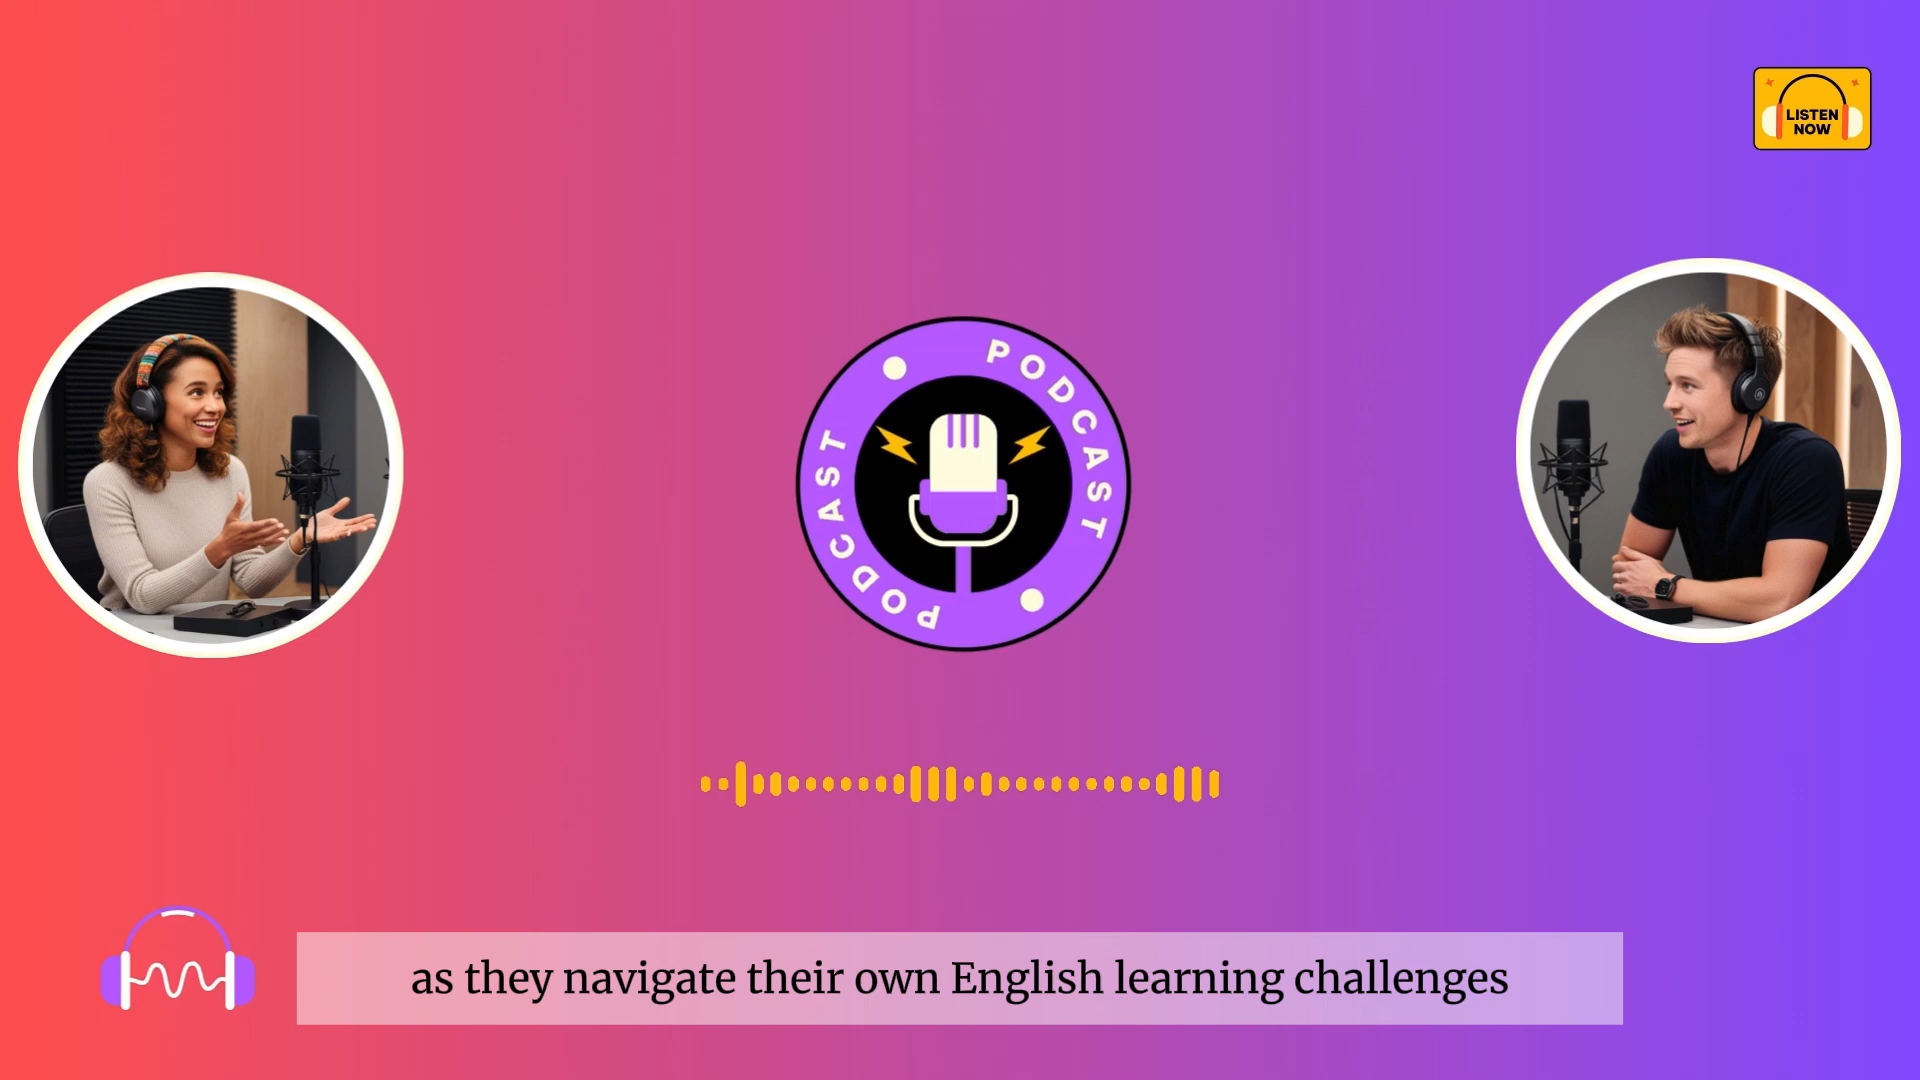 LISTEN
NOW
PODCAST
PODCAST
as they navigate their own English learning challenges